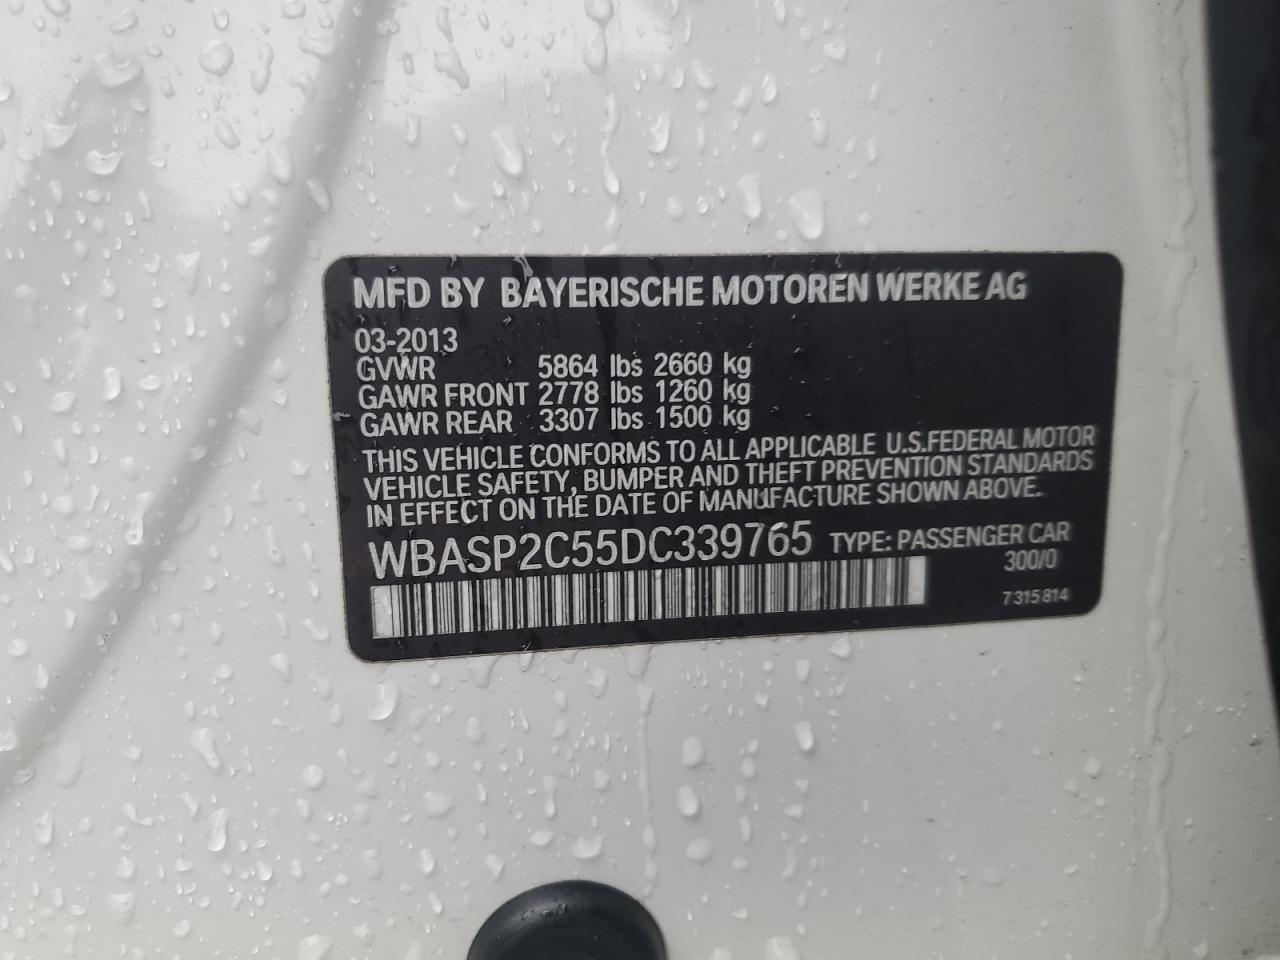 MFD BY BAYERISCHE MOTOREN WERKE AG
03-2013
GVWR 5864 lbs 2660 kg
GAWR FRONT 2778 lbs 1260 kg
GAWR REAR 3307 lbs 1500 kg
THIS VEHICLE CONFORMS TO ALL APPLICABLE U.S.FEDERAL MOTOR
VEHICLE SAFETY, BUMPER AND THEFT PREVENTION STANDARDS
IN EFFECT ON THE DATE OF MANUFACTURE SHOWN ABOVE.
WBASP2C55DC339765 TYPE: PASSENGER CAR
300/0
7 315 814